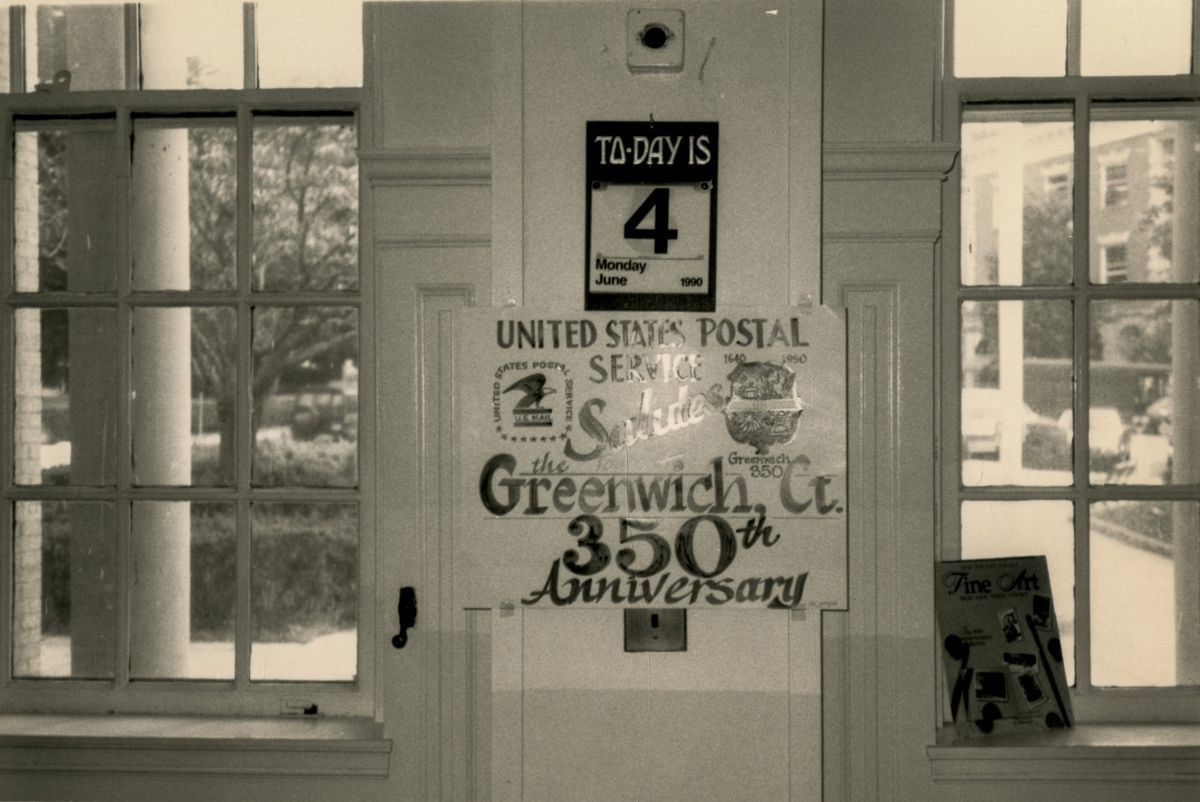 TO-DAY IS
4
Monday
June 1990
UNITED STATES POSTAL
SERVICE
1640 1990
UNITED STATES POSTAL SERVICE
U.S. MAIL
Salutes
the
Greenwich
350
Greenwich, Ct.
350th
Anniversary
Fine Art